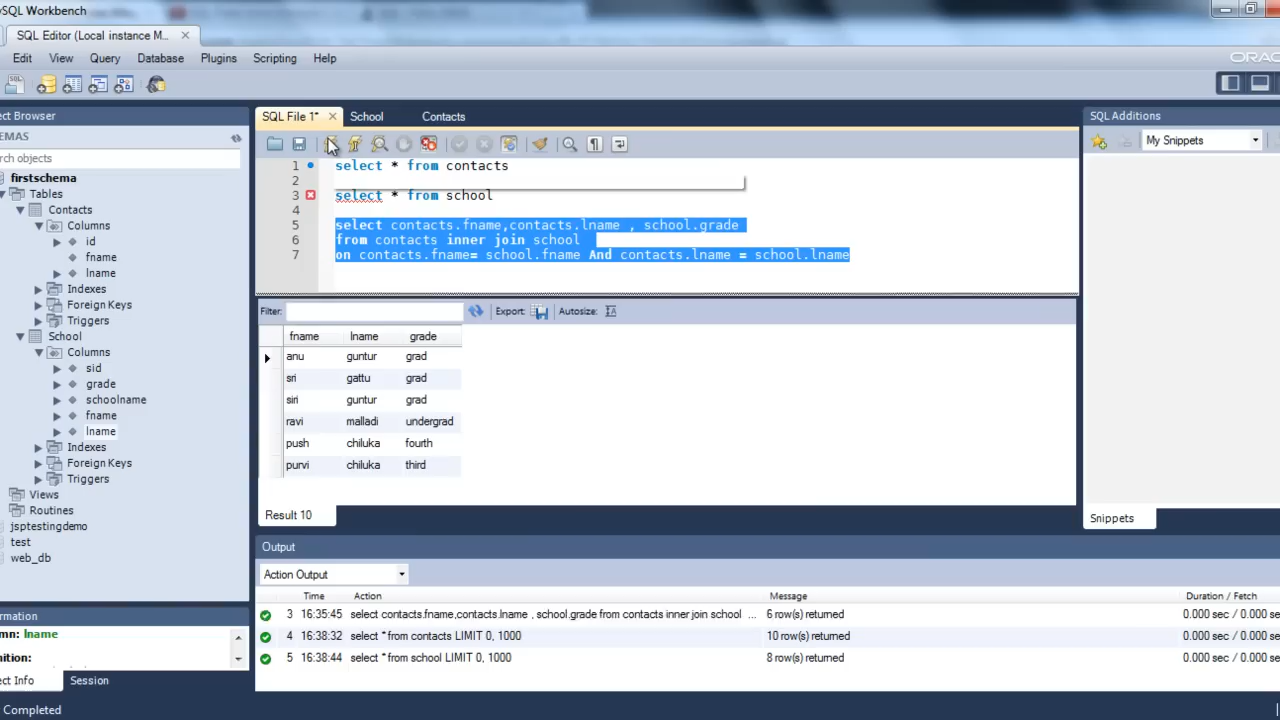 ySQL Workbench
SQL Editor (Local instance M...
Edit View Query Database Plugins Scripting Help
ORAC
ect Browser
EMAS
rch objects
firstschema
Tables
Contacts
Columns
id
fname
lname
Indexes
Foreign Keys
Triggers
School
Columns
sid
grade
schoolname
fname
lname
Indexes
Foreign Keys
Triggers
Views
Routines
jsptestingdemo
test
web_db
ormation
mn: lname
nition:
ect Info Session
Completed
SQL File 1* School Contacts
1 select * from contacts
2
3 select * from school
4
5 select contacts.fname,contacts.lname , school.grade
6 from contacts inner join school
7 on contacts.fname= school.fname And contacts.lname = school.lname
Filter: Export: Autosize:
fname lname grade
anu guntur grad
sri gattu grad
siri guntur grad
ravi malladi undergrad
push chiluka fourth
purvi chiluka third
Result 10
Output
Action Output
Time Action Message Duration / Fetch
3 16:35:45 select contacts.fname,contacts.lname , school.grade from contacts inner join school ... 6 row(s) returned 0.000 sec / 0.000 se
4 16:38:32 select * from contacts LIMIT 0, 1000 10 row(s) returned 0.000 sec / 0.000 se
5 16:38:44 select * from school LIMIT 0, 1000 8 row(s) returned 0.000 sec / 0.000 se
SQL Additions
My Snippets
Snippets